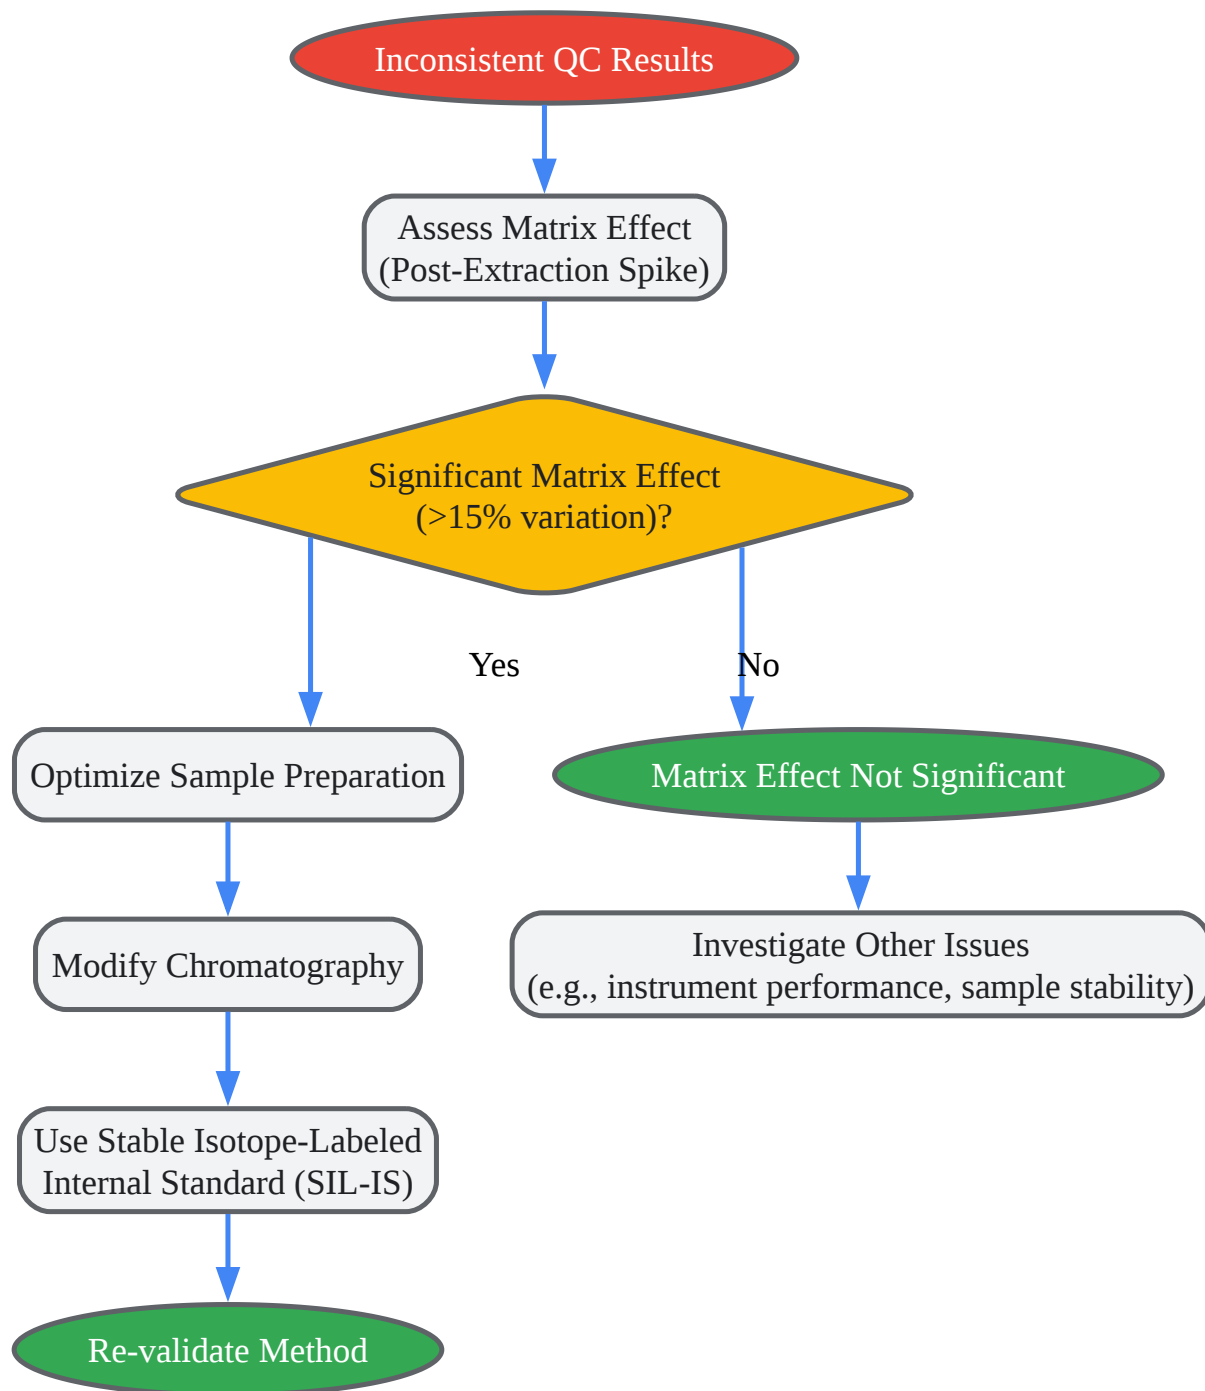 Inconsistent QC Results
Assess Matrix Effect
(Post-Extraction Spike)
Significant Matrix Effect
(>15% variation)?
Yes
No
Optimize Sample Preparation
Matrix Effect Not Significant
Modify Chromatography
Investigate Other Issues
(e.g., instrument performance, sample stability)
Use Stable Isotope-Labeled
Internal Standard (SIL-IS)
Re-validate Method